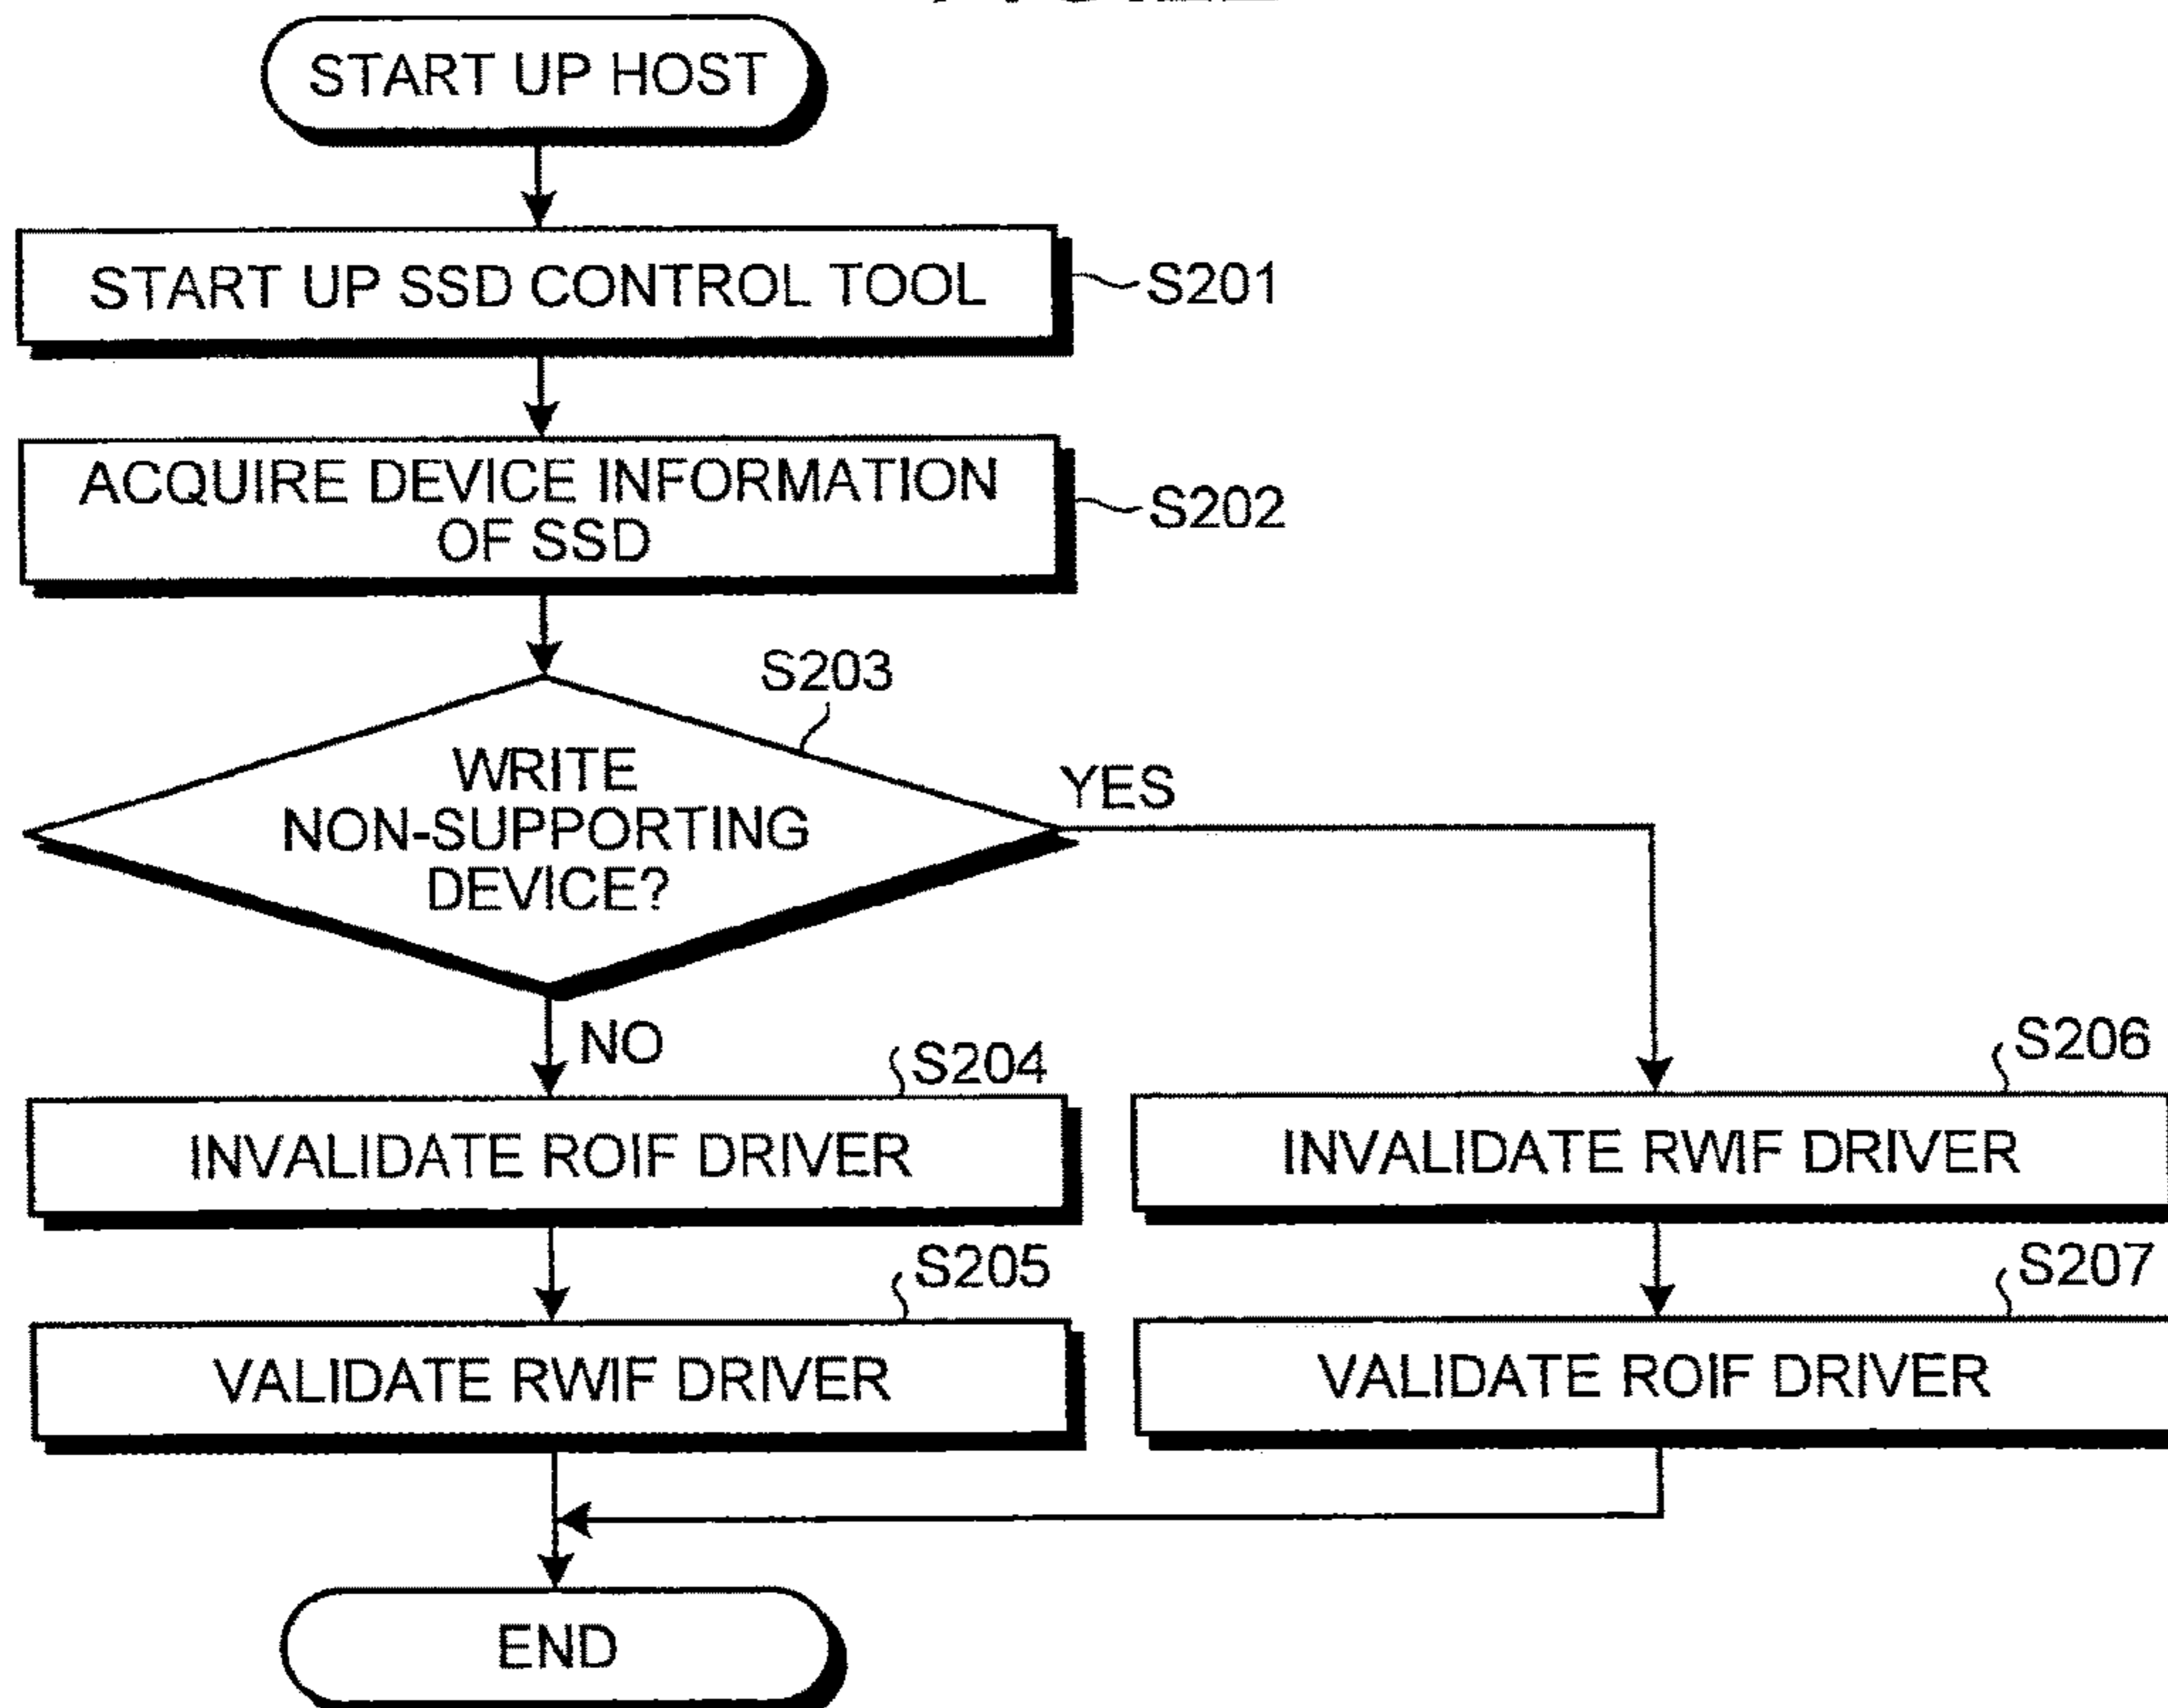 START UP HOST
START UP SSD CONTROL TOOL
S201
ACQUIRE DEVICE INFORMATION
OF SSD
S202
S203
WRITE
NON-SUPPORTING
DEVICE?
YES
NO
S204
INVALIDATE ROIF DRIVER
S206
INVALIDATE RWIF DRIVER
S205
VALIDATE RWIF DRIVER
S207
VALIDATE ROIF DRIVER
END